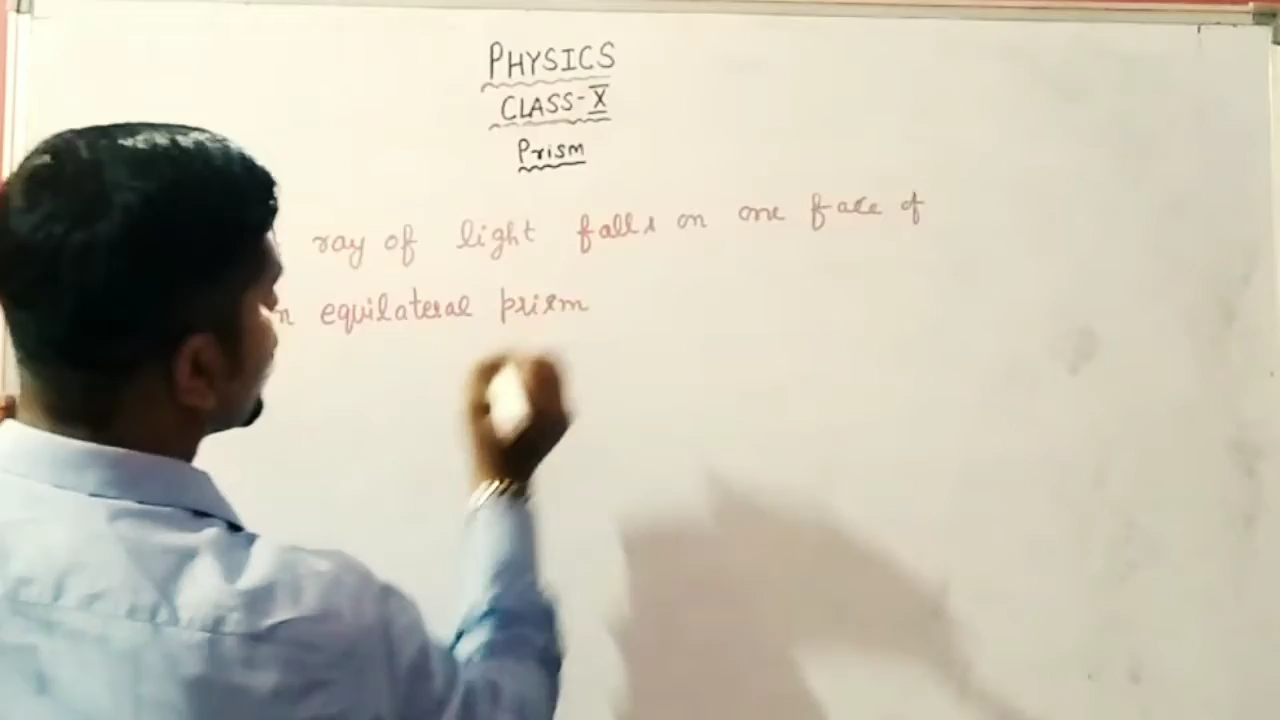 PHYSICS
CLASS-X
Prism
ray of light falls on one face of
n equilateral prism